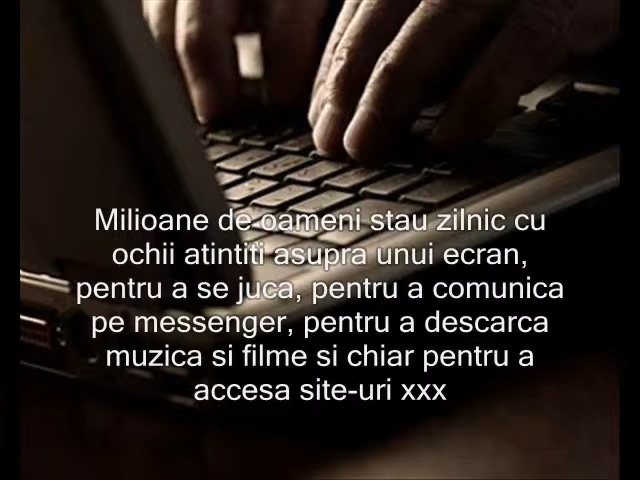 Milioane de oameni stau zilnic cu
ochii atintiti asupra unui ecran,
pentru a se juca, pentru a comunica
pe messenger, pentru a descarca
muzica si filme si chiar pentru a
accesa site-uri xxx